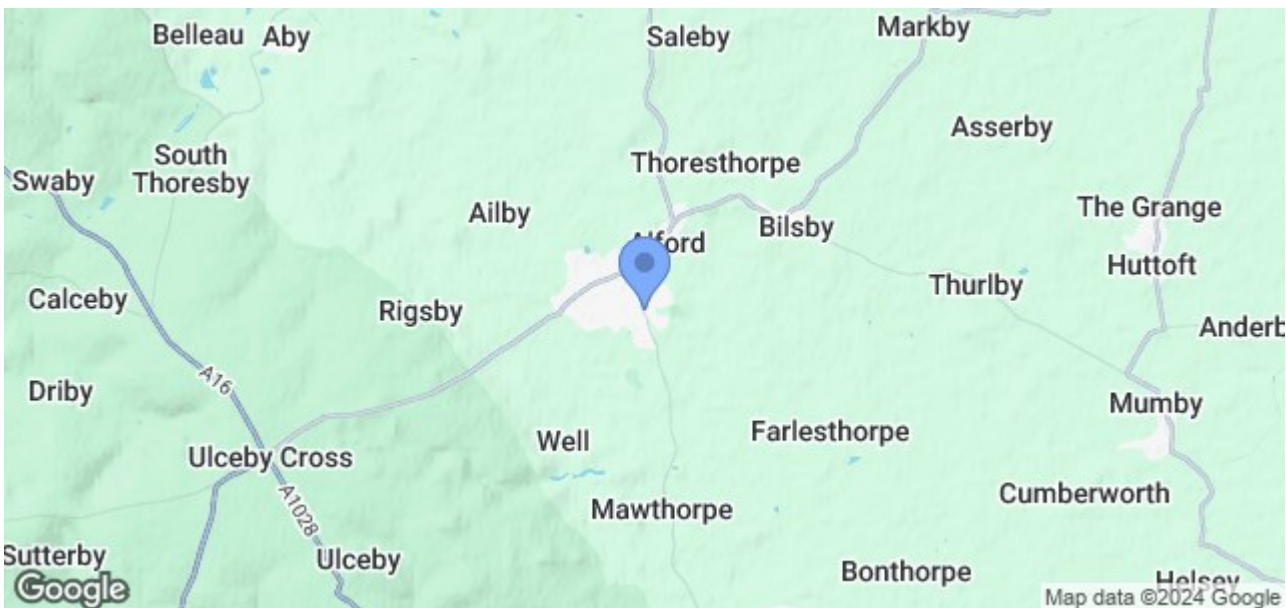 Belleau
Aby
Saleby
Markby
Asserby
South
Thoresby
Swaby
Thoresthorpe
Ailby
Alford
Bilsby
The Grange
Huttoft
Calceby
Rigsby
Thurlby
Anderb
A16
Driby
Mumby
Well
Farlesthorpe
Ulceby Cross
A1028
Mawthorpe
Cumberworth
Sutterby
Ulceby
Bonthorpe
Helsey
Google
Map data ©2024 Google